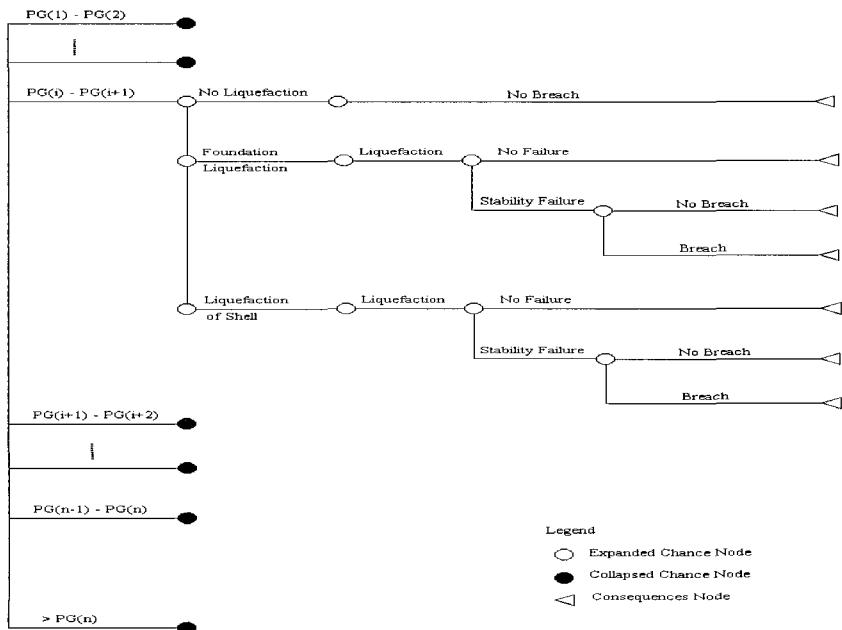 PG(1) - PG(2)
PG(i) - PG(i+1)
No Liquefaction
No Breach
Foundation
Liquefaction
Liquefaction
No Failure
Stability Failure
No Breach
Breach
Liquefaction
of Shell
Liquefaction
No Failure
Stability Failure
No Breach
Breach
PG(i+1) - PG(i+2)
PG(n-1) - PG(n)
> PG(n)
Legend
Expanded Chance Node
Collapsed Chance Node
Consequences Node